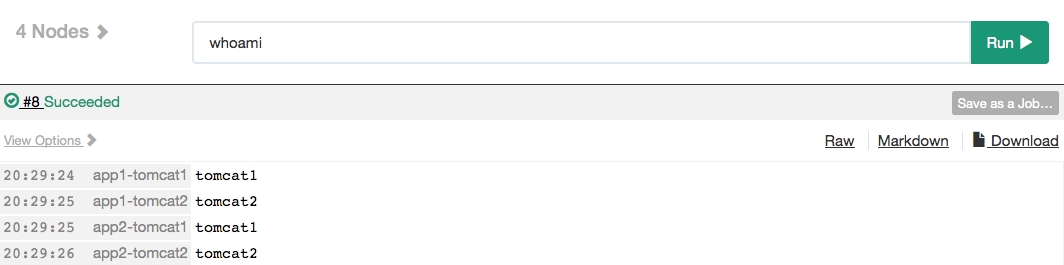 4 Nodes
whoami
Run
#8 Succeeded
Save as a Job...
View Options
Raw Markdown Download
20:29:24 app1-tomcat1 tomcat1
20:29:25 app1-tomcat2 tomcat2
20:29:25 app2-tomcat1 tomcat1
20:29:26 app2-tomcat2 tomcat2